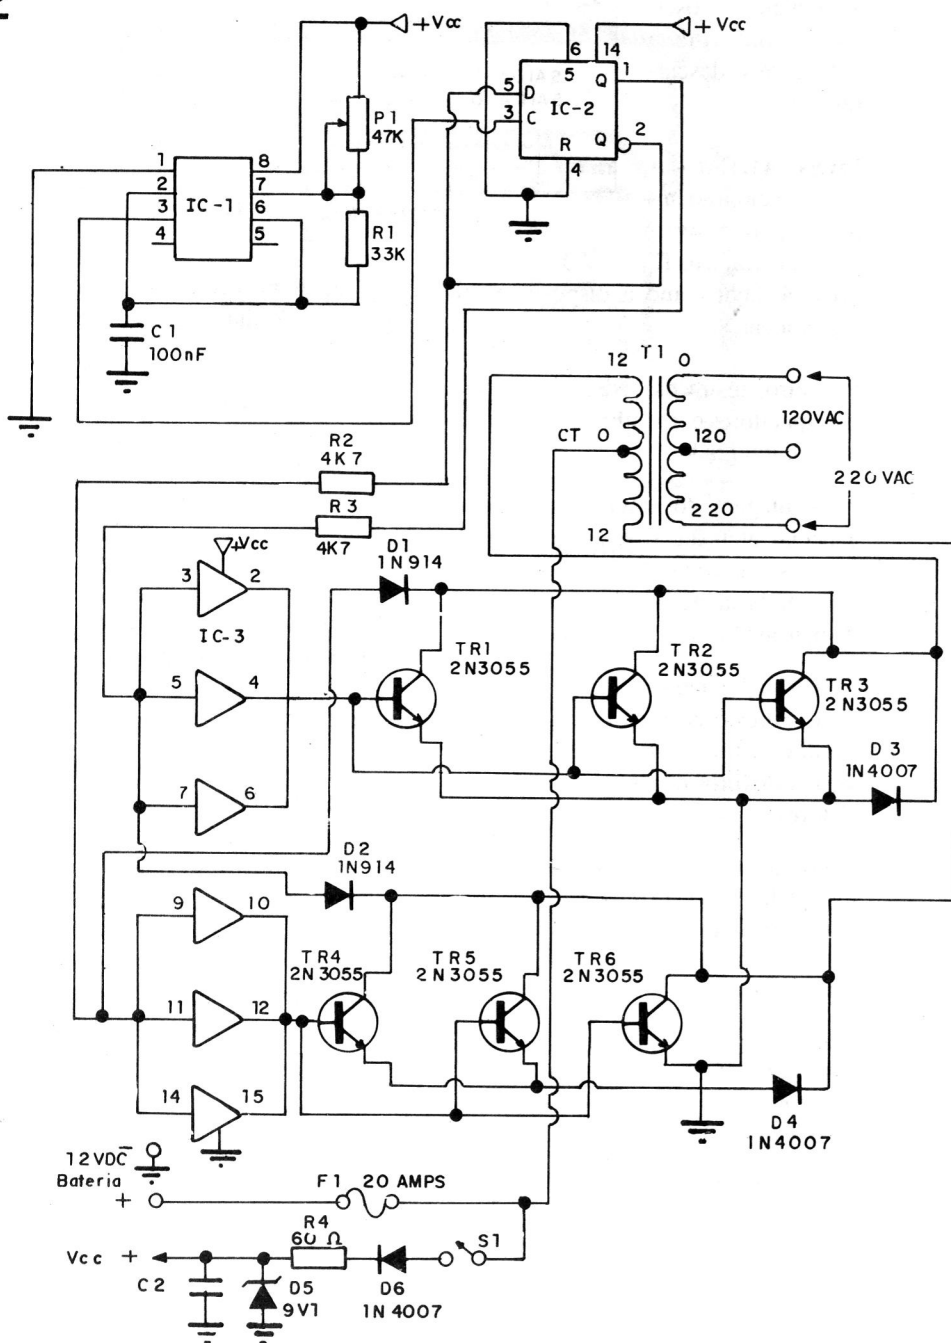 +Vcc
+Vcc
6
14
5
S
Q
1
D
IC-2
3
C
P1
47K
R
Q
2
4
1
8
2
7
IC-1
3
6
4
5
R1
33K
C1
100nF
12
T1
0
120VAC
CT
0
120
220VAC
R2
4K7
220
12
R3
4K7
D1
1N914
+Vcc
3
2
IC-3
TR1
2N3055
TR2
2N3055
5
4
TR3
2N3055
D3
1N4007
7
6
D2
1N914
9
10
TR4
2N3055
TR5
2N3055
TR6
2N3055
11
12
14
15
D4
1N4007
12VDC
–
Bateria
+
F1
20 AMPS
R4
60 Ω
S1
Vcc
+
C2
D5
9V1
D6
1N4007